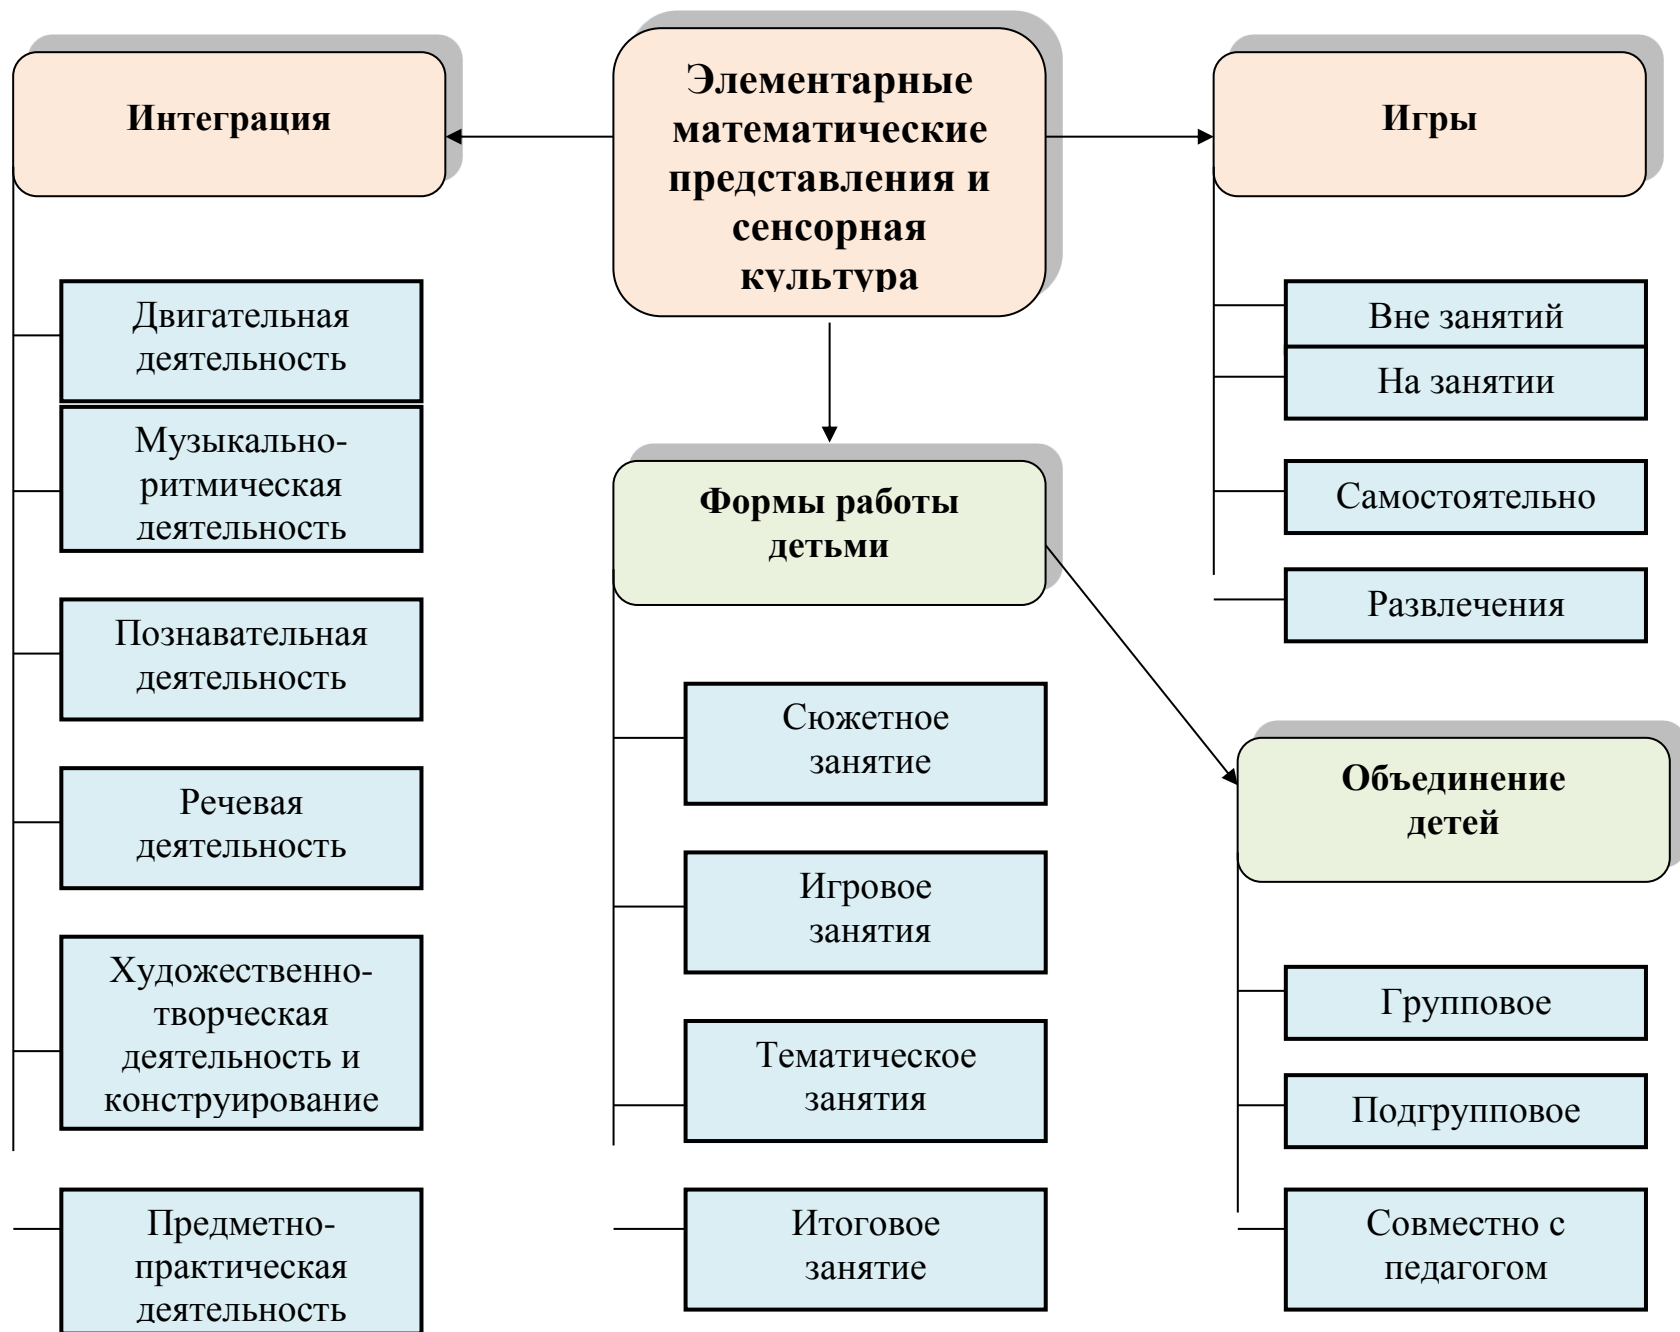 Интеграция
Элементарные
математические
представления и
сенсорная
культура
Игры
Двигательная
деятельность
Музыкально-
ритмическая
деятельность
Познавательная
деятельность
Речевая
деятельность
Художественно-
творческая
деятельность и
конструирование
Предметно-
практическая
деятельность
Формы работы
детьми
Сюжетное
занятие
Игровое
занятия
Тематическое
занятия
Итоговое
занятие
Вне занятий
На занятии
Самостоятельно
Развлечения
Объединение
детей
Групповое
Подгрупповое
Совместно с
педагогом